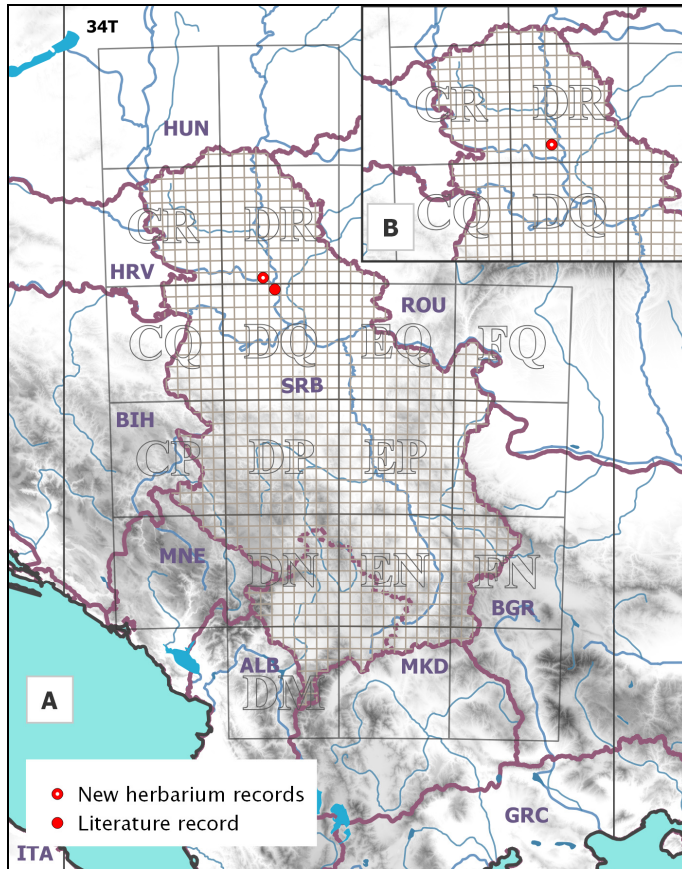 34T
HUN
CR DR
CR DR
CQ DQ
B
HRV
ROU
CQ DQ EQ FQ
SRB
BIH
CP DP EP
MNE
DN EN FN
BGR
ALB
MKD
DM
A
New herbarium records
Literature record
GRC
ITA